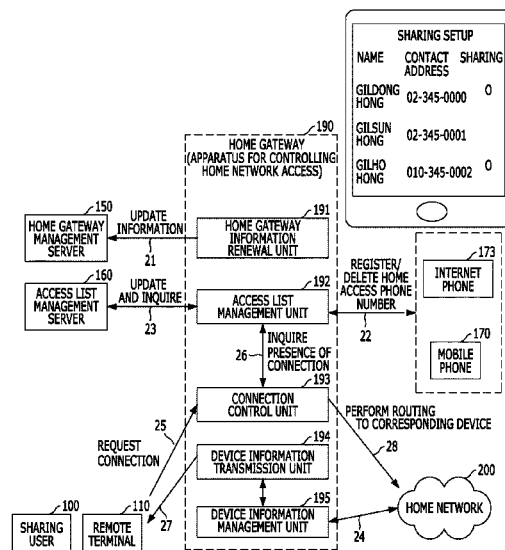 SHARING SETUP
NAME CONTACT ADDRESS SHARING
GILDONG HONG 02-345-0000 O
GILSUN HONG 02-345-0001
GILHO HONG 010-345-0002 O
190
HOME GATEWAY
(APPARATUS FOR CONTROLLING
HOME NETWORK ACCESS)
150
HOME GATEWAY
MANAGEMENT
SERVER
UPDATE
INFORMATION
21
191
HOME GATEWAY
INFORMATION
RENEWAL UNIT
160
ACCESS LIST
MANAGEMENT
SERVER
UPDATE
AND INQUIRE
23
192
ACCESS LIST
MANAGEMENT UNIT
REGISTER/
DELETE HOME
ACCESS PHONE
NUMBER
22
173
INTERNET
PHONE
170
MOBILE
PHONE
26
INQUIRE
PRESENCE OF
CONNECTION
193
CONNECTION
CONTROL UNIT
25
REQUEST
CONNECTION
PERFORM ROUTING
TO CORRESPONDING DEVICE
28
194
DEVICE INFORMATION
TRANSMISSION UNIT
27
195
DEVICE INFORMATION
MANAGEMENT UNIT
24
200
HOME NETWORK
100
SHARING
USER
110
REMOTE
TERMINAL